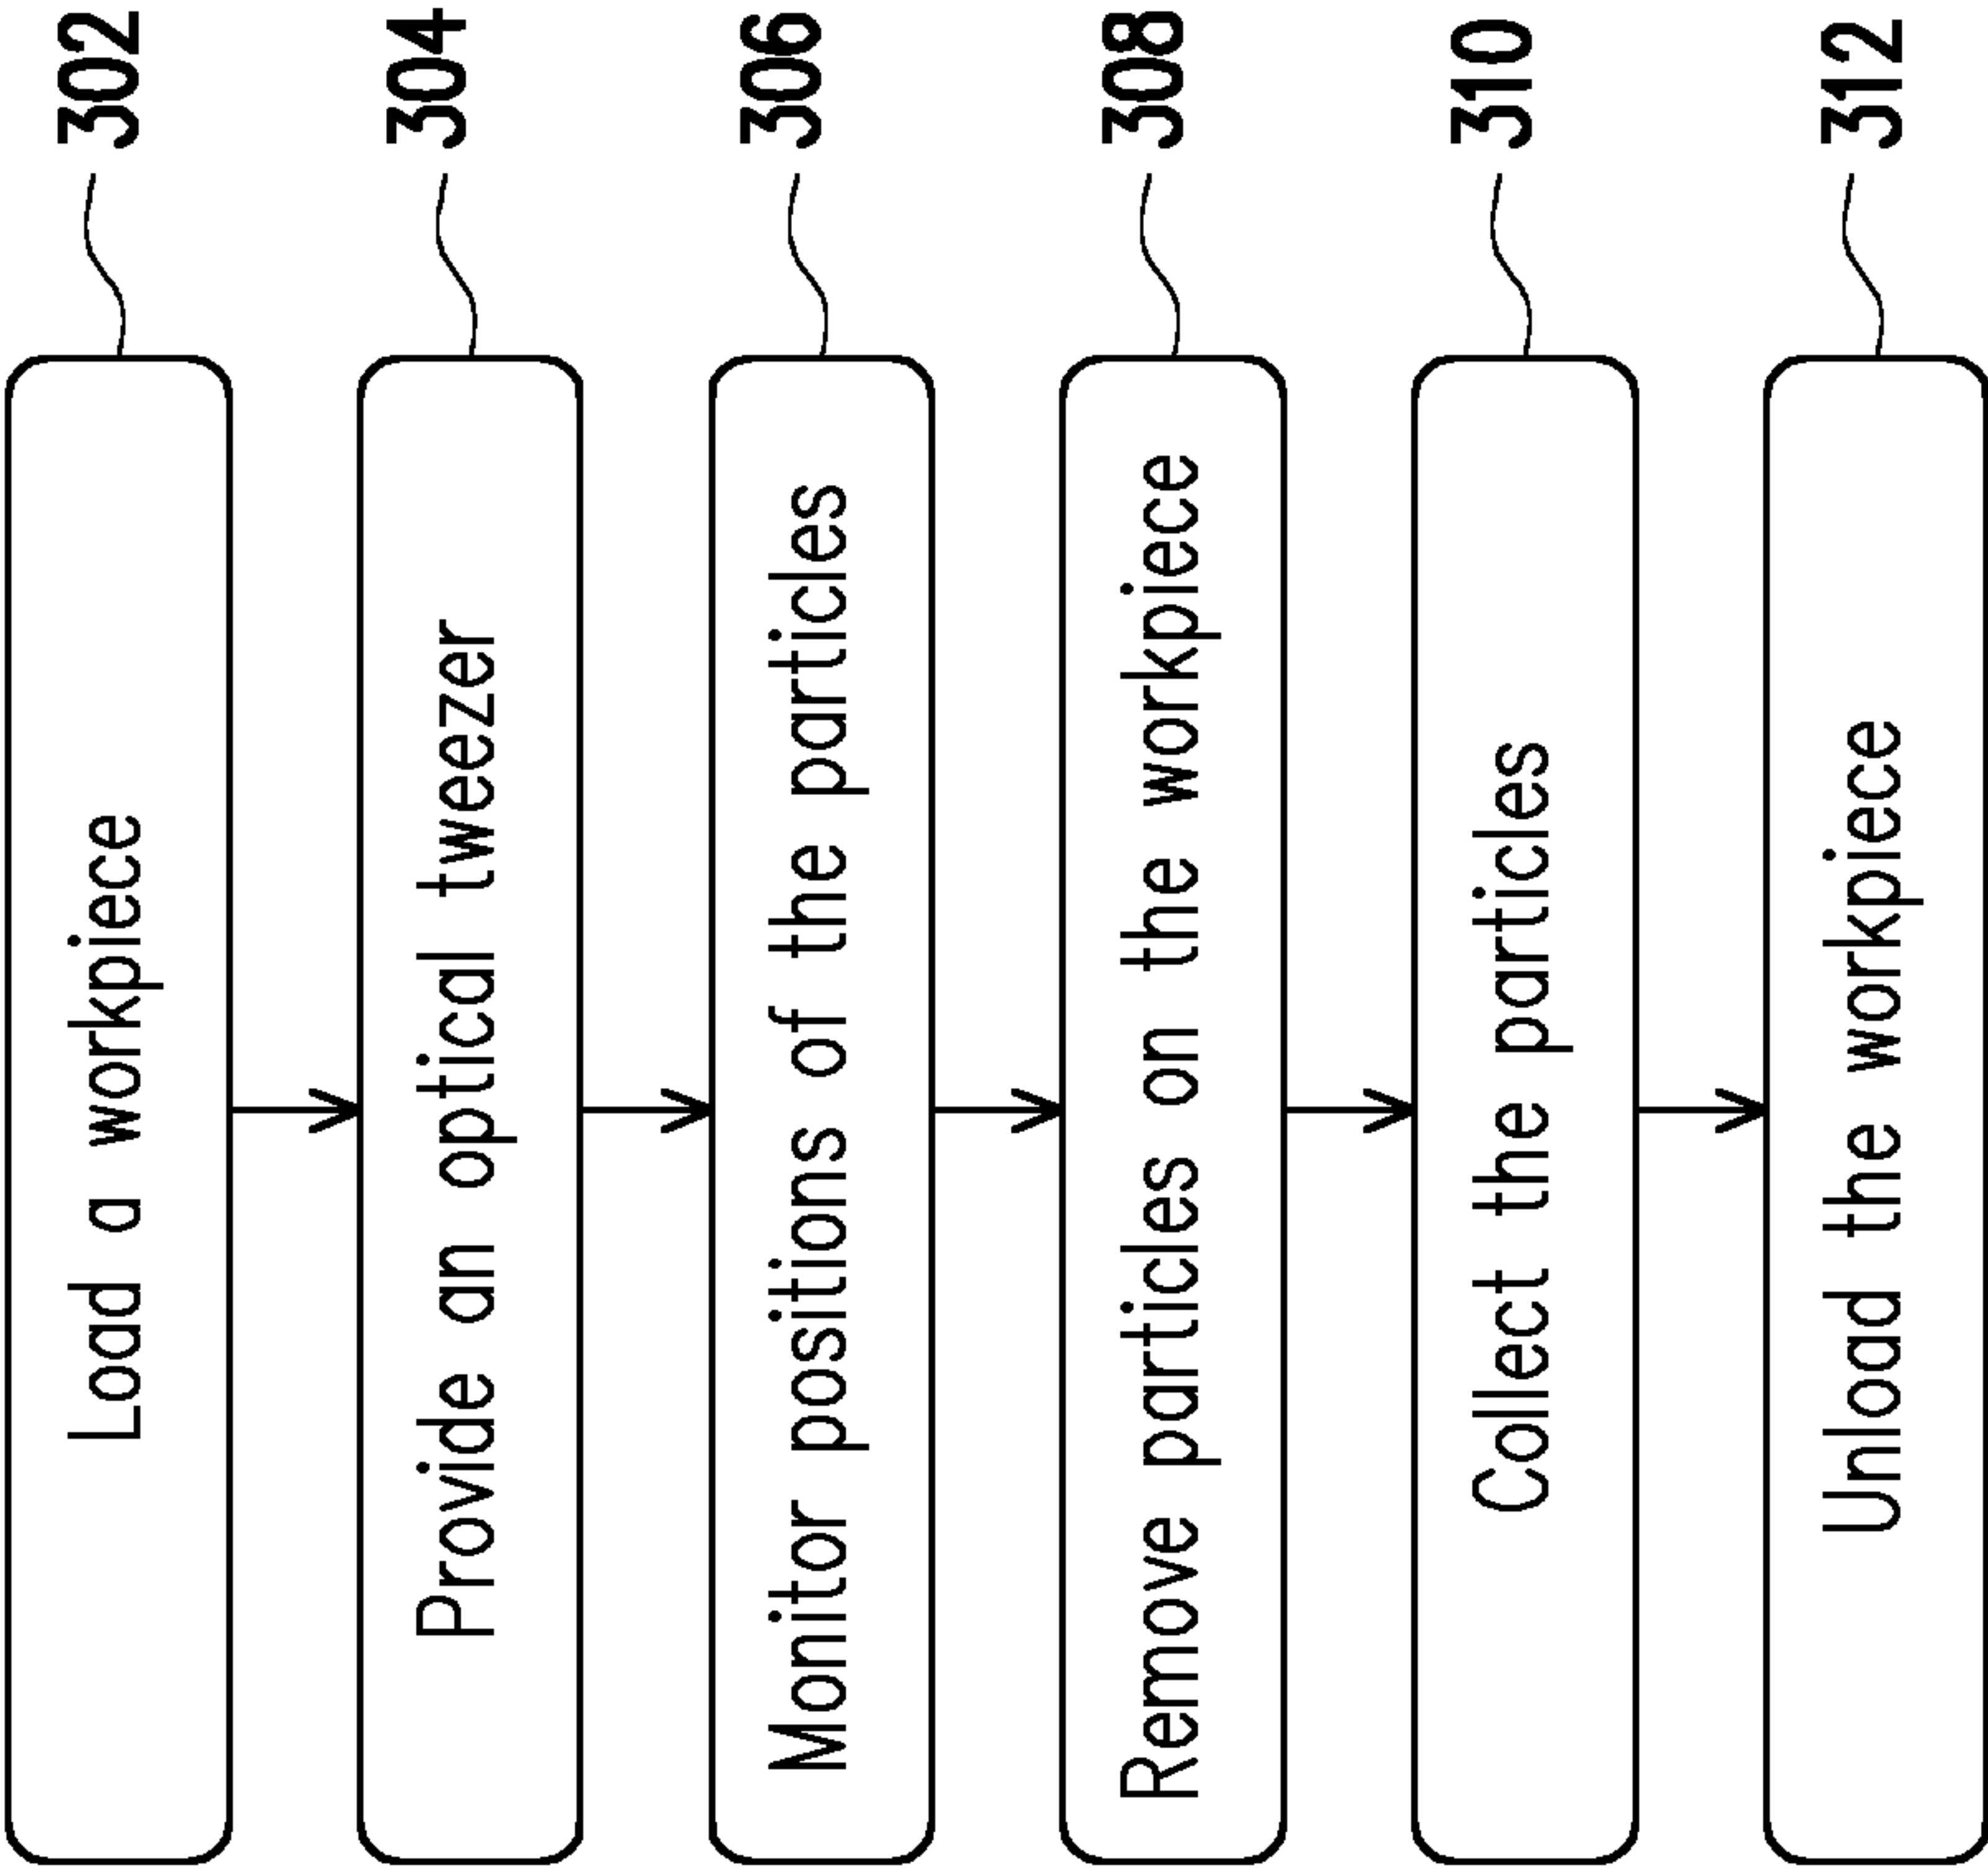 Load a workpiece
302
Provide an optical tweezer
304
Monitor positions of the particles
306
Remove particles on the workpiece
308
Collect the particles
310
Unload the workpiece
312